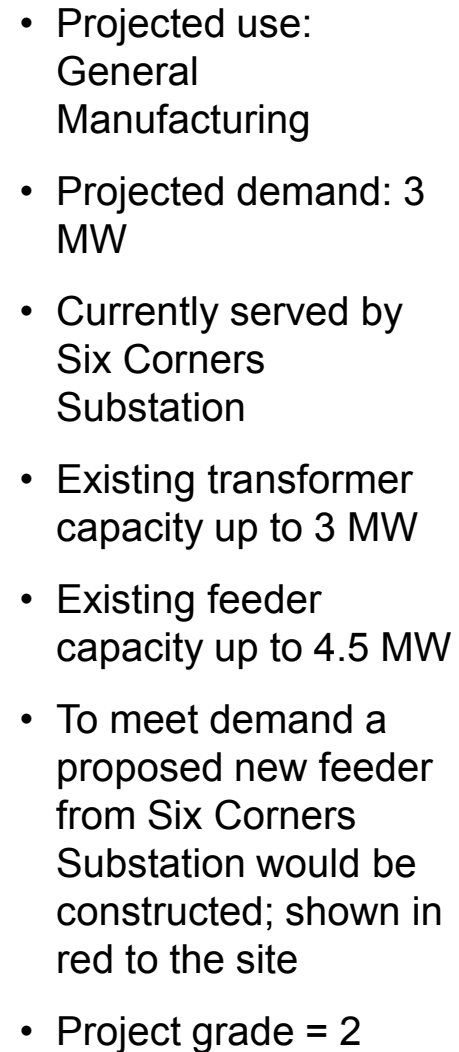 • Projected use:
General
Manufacturing
• Projected demand: 3
MW
• Currently served by
Six Corners
Substation
• Existing transformer
capacity up to 3 MW
• Existing feeder
capacity up to 4.5 MW
• To meet demand a
proposed new feeder
from Six Corners
Substation would be
constructed; shown in
red to the site
• Project grade = 2